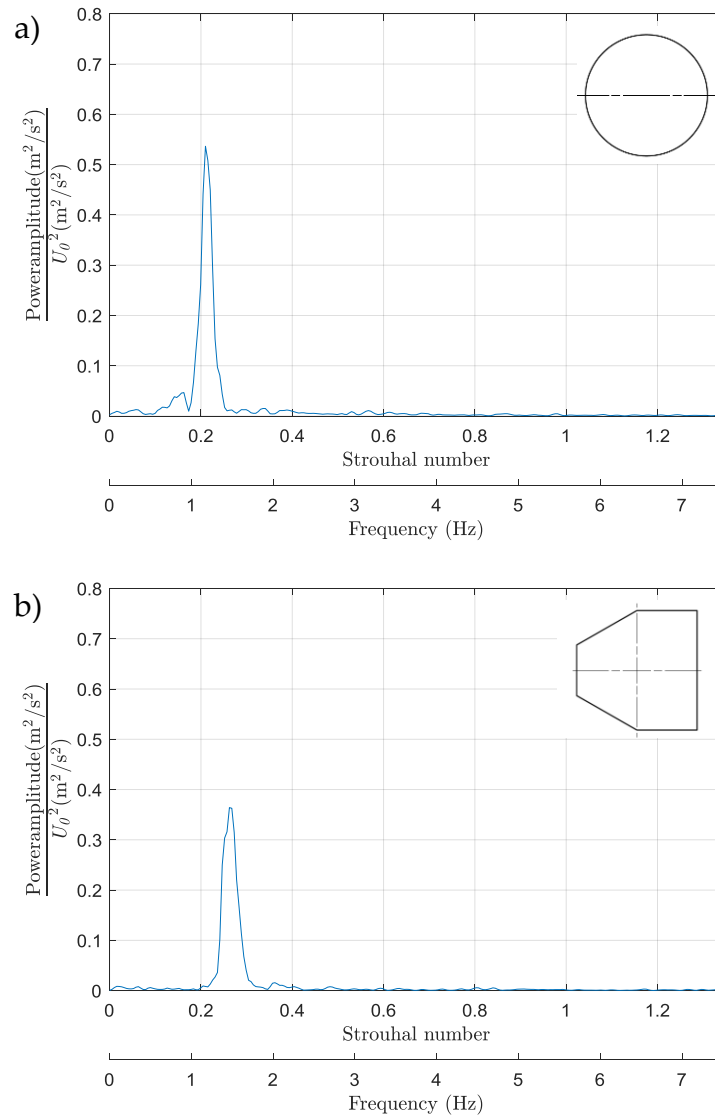 a)
0.8
0.7
0.6
0.5
0.4
0.3
0.2
0.1
0
Poweramplitude(m²/s²)
U₀²(m²/s²)
0 0.2 0.4 0.6 0.8 1 1.2
Strouhal number
0 1 2 3 4 5 6 7
Frequency (Hz)
b)
0.8
0.7
0.6
0.5
0.4
0.3
0.2
0.1
0
Poweramplitude(m²/s²)
U₀²(m²/s²)
0 0.2 0.4 0.6 0.8 1 1.2
Strouhal number
0 1 2 3 4 5 6 7
Frequency (Hz)